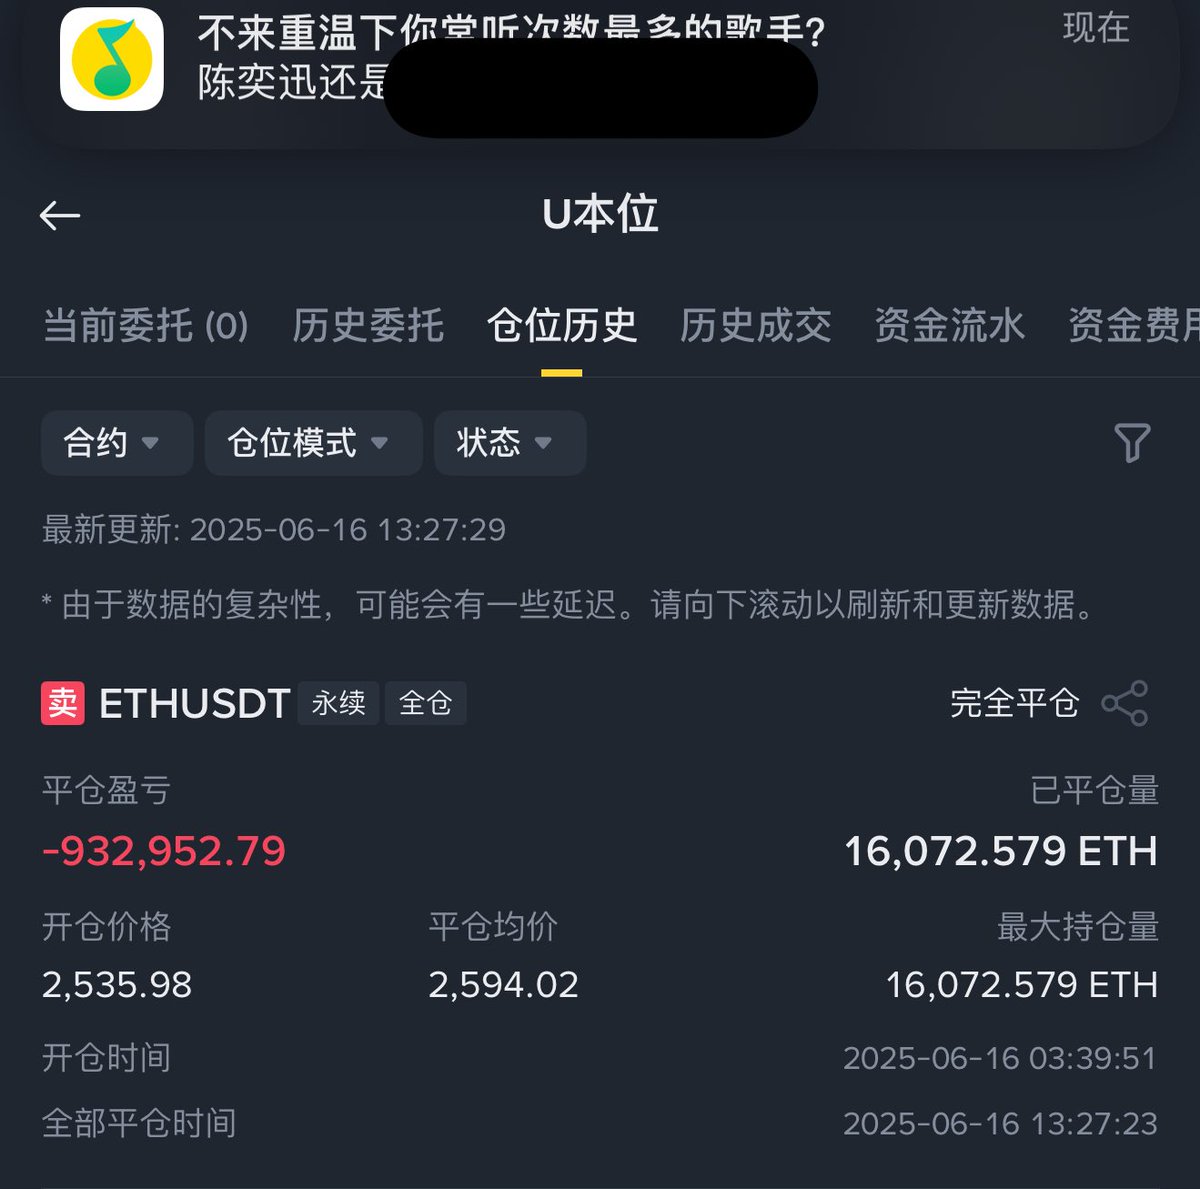 不来重温下你常听次数最多的歌手？
现在
陈奕迅还是
U本位
当前委托 (0) 历史委托 仓位历史 历史成交 资金流水 资金费用
合约 仓位模式 状态
最新更新: 2025-06-16 13:27:29
* 由于数据的复杂性，可能会有一些延迟。请向下滚动以刷新和更新数据。
卖 ETHUSDT 永续 全仓 完全平仓
平仓盈亏 已平仓量
-932,952.79 16,072.579 ETH
开仓价格 平仓均价 最大持仓量
2,535.98 2,594.02 16,072.579 ETH
开仓时间 2025-06-16 03:39:51
全部平仓时间 2025-06-16 13:27:23